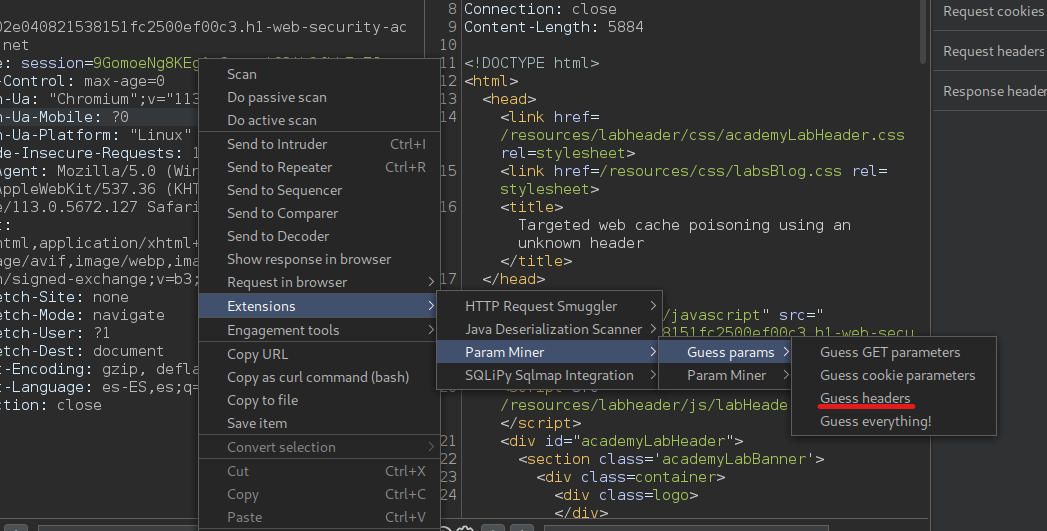 02e040821538151fc2500ef00c3.h1-web-security-ac
net
e: session=9GomoeNg8KEg
-Control: max-age=0
h-Ua: "Chromium";v="113
h-Ua-Mobile: ?0
h-Ua-Platform: "Linux"
de-Insecure-Requests: 1
Agent: Mozilla/5.0 (Win
AppleWebKit/537.36 (KHT
e/113.0.5672.127 Safari
t:
html,application/xhtml+
age/avif,image/webp,ima
n/signed-exchange;v=b3;
etch-Site: none
etch-Mode: navigate
etch-User: ?1
etch-Dest: document
t-Encoding: gzip, defla
t-Language: es-ES,es;q=
ction: close
Scan
Do passive scan
Do active scan
Send to Intruder Ctrl+I
Send to Repeater Ctrl+R
Send to Sequencer
Send to Comparer
Send to Decoder
Show response in browser
Request in browser
Extensions
Engagement tools
Copy URL
Copy as curl command (bash)
Copy to file
Save item
Convert selection
Cut Ctrl+X
Copy Ctrl+C
Paste Ctrl+V
HTTP Request Smuggler
Java Deserialization Scanner
Param Miner
SQLiPy Sqlmap Integration
Guess params
Param Miner
Guess GET parameters
Guess cookie parameters
Guess headers
Guess everything!
8 Connection: close
9 Content-Length: 5884
10
11 <!DOCTYPE html>
12 <html>
13 <head>
14 <link href=
/resources/labheader/css/academyLabHeader.css
rel=stylesheet>
15 <link href=/resources/css/labsBlog.css rel=
stylesheet>
16 <title>
Targeted web cache poisoning using an
unknown header
</title>
17 </head>
/javascript" src="
8151fc2500ef00c3.h1-web-secu
/resources/labheader/js/labHeade
</script>
21 <div id="academyLabHeader">
22 <section class='academyLabBanner'>
23 <div class=container>
24 <div class=logo>
</div>
Request cookies
Request headers
Response header